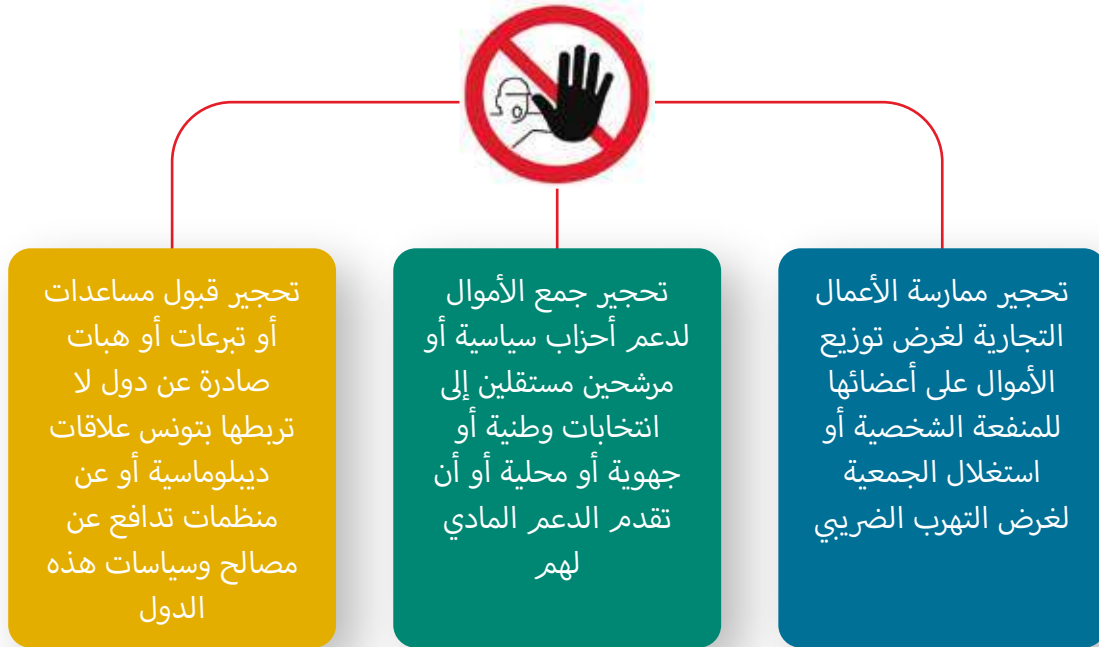 تحجير ممارسة الأعمال
التجارية لغرض توزيع
الأموال على أعضائها
للمنفعة الشخصية أو
استغلال الجمعية
لغرض التهرب الضريبي
تحجير جمع الأموال
لدعم أحزاب سياسية أو
مرشحين مستقلين إلى
انتخابات وطنية أو
جهوية أو محلية أو أن
تقدم الدعم المادي
لهم
تحجير قبول مساعدات
أو تبرعات أو هبات
صادرة عن دول لا
تربطها بتونس علاقات
ديبلوماسية أو عن
منظمات تدافع عن
مصالح وسياسات هذه
الدول